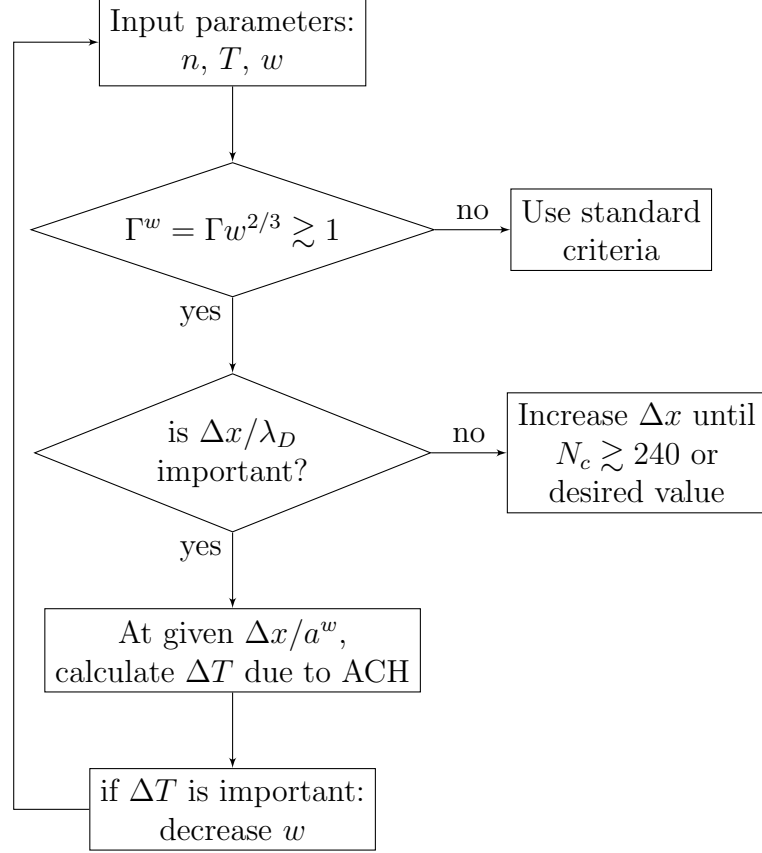 Input parameters:
n, T, w
Γ^w = Γw^{2/3} ≳ 1
no
Use standard
criteria
yes
is Δx/λ_D
important?
no
Increase Δx until
N_c ≳ 240 or
desired value
yes
At given Δx/a^w,
calculate ΔT due to ACH
if ΔT is important:
decrease w